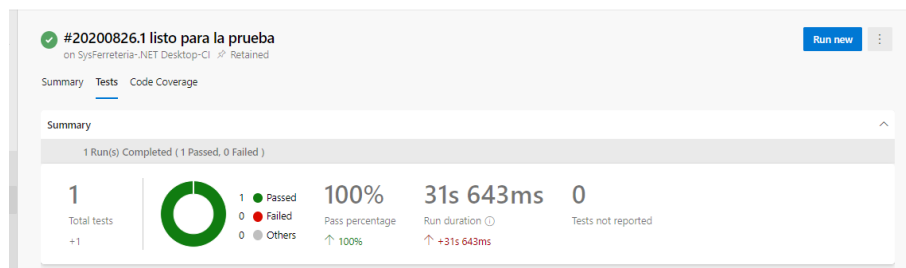 #20200826.1 listo para la prueba
on SysFerreteria-.NET Desktop-CI Retained
Run new
Summary Tests Code Coverage
Summary
1 Run(s) Completed ( 1 Passed, 0 Failed )
1
Total tests
+1
1 Passed
0 Failed
0 Others
100%
Pass percentage
↑ 100%
31s 643ms
Run duration
↑ +31s 643ms
0
Tests not reported